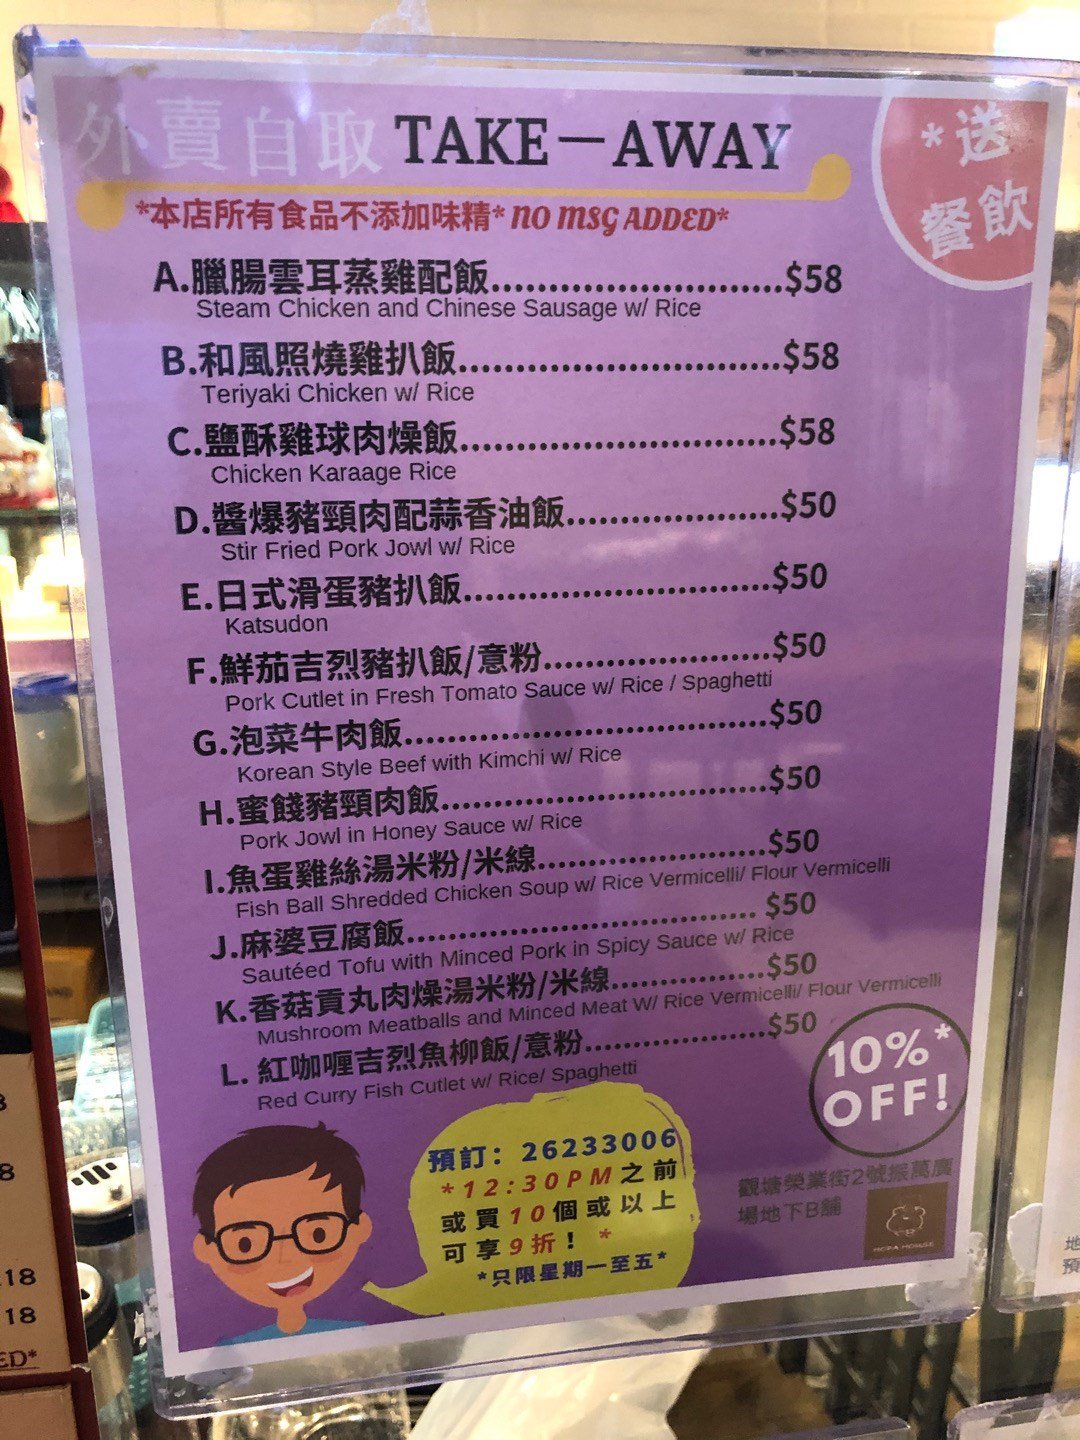 外賣自取 TAKE-AWAY
*送
餐飲
*本店所有食品不添加味精* NO MSG ADDED*
A.臘腸雲耳蒸雞配飯........................$58
Steam Chicken and Chinese Sausage w/ Rice
B.和風照燒雞扒飯...........................$58
Teriyaki Chicken w/ Rice
C.鹽酥雞球肉燥飯...........................$58
Chicken Karaage Rice
D.醬爆豬頸肉配蒜香油飯..................$50
Stir Fried Pork Jowl w/ Rice
E.日式滑蛋豬扒飯..........................$50
Katsudon
F.鮮茄吉烈豬扒飯/意粉...................$50
Pork Cutlet in Fresh Tomato Sauce w/ Rice / Spaghetti
G.泡菜牛肉飯...............................$50
Korean Style Beef with Kimchi w/ Rice
H.蜜餞豬頸肉飯............................$50
Pork Jowl in Honey Sauce w/ Rice
I.魚蛋雞絲湯米粉/米線....................$50
Fish Ball Shredded Chicken Soup w/ Rice Vermicelli/ Flour Vermicelli
J.麻婆豆腐飯............................... $50
Sautéed Tofu with Minced Pork in Spicy Sauce w/ Rice
K.香菇貢丸肉燥湯米粉/米線..............$50
Mushroom Meatballs and Minced Meat W/ Rice Vermicelli/ Flour Vermicelli
L. 紅咖喱吉烈魚柳飯/意粉................$50
Red Curry Fish Cutlet w/ Rice/ Spaghetti
10%*
OFF!
預訂：26233006
*12:30PM之前
或買10個或以上
可享9折！*
*只限星期一至五*
觀塘榮業街2號振萬廣
場地下B舖
8
18
18
ED*
地
預